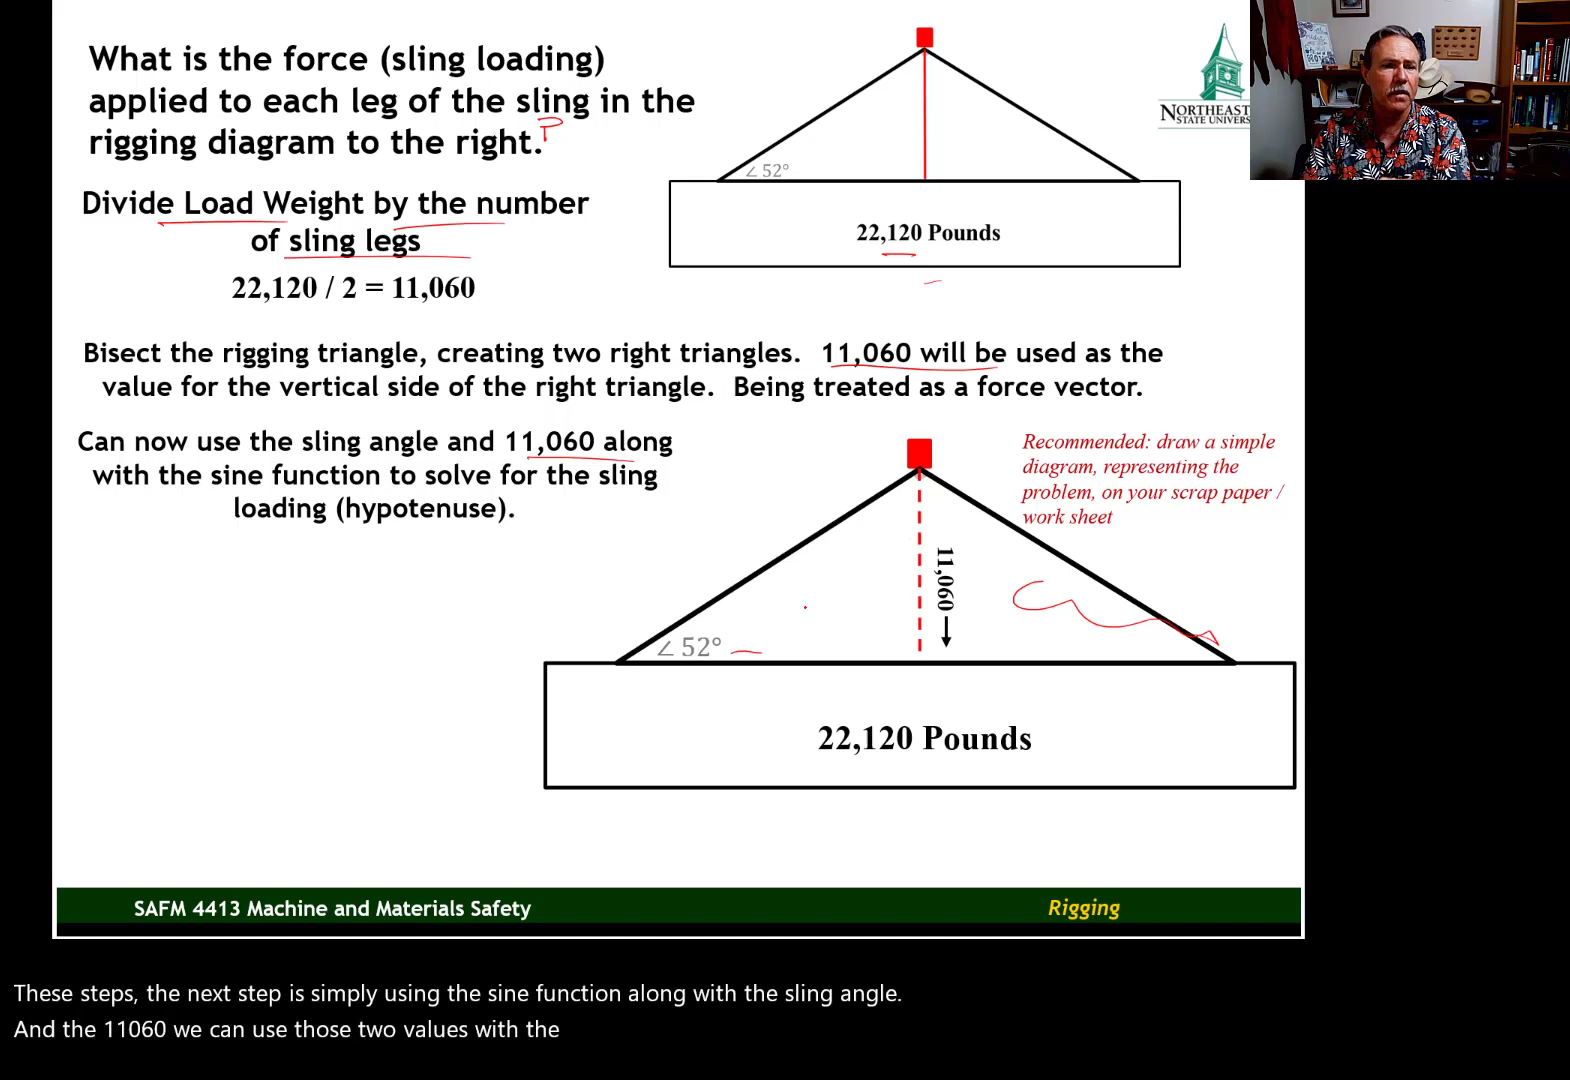 What is the force (sling loading)
applied to each leg of the sling in the
rigging diagram to the right.
?
Divide Load Weight by the number
of sling legs
22,120 / 2 = 11,060
∠ 52°
22,120 Pounds
NORTHEAST
STATE UNIVERS
Bisect the rigging triangle, creating two right triangles. 11,060 will be used as the
value for the vertical side of the right triangle. Being treated as a force vector.
Can now use the sling angle and 11,060 along
with the sine function to solve for the sling
loading (hypotenuse).
Recommended: draw a simple
diagram, representing the
problem, on your scrap paper /
work sheet
11,060
∠ 52°
22,120 Pounds
SAFM 4413 Machine and Materials Safety
Rigging
These steps, the next step is simply using the sine function along with the sling angle.
And the 11060 we can use those two values with the